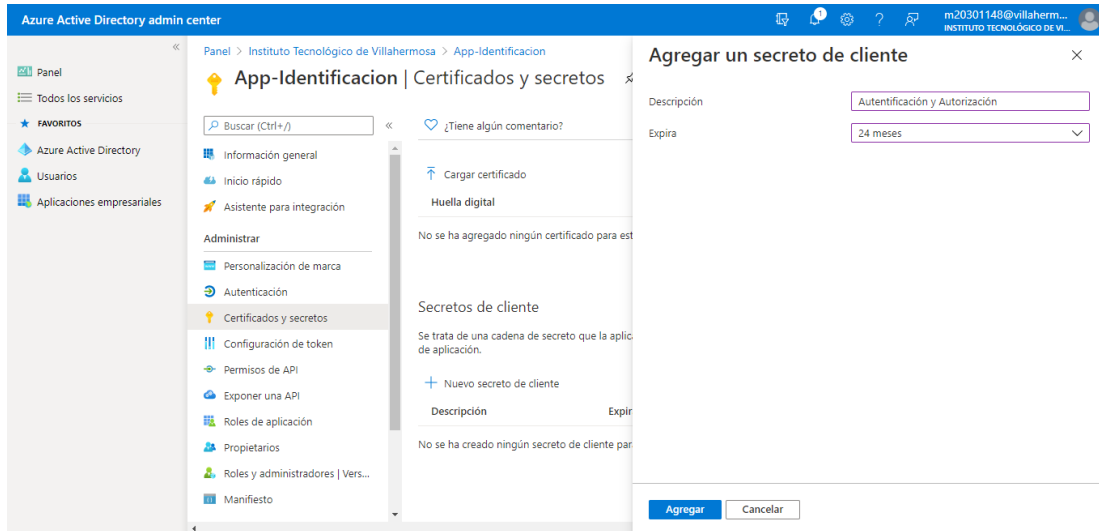 Azure Active Directory admin center
1
m20301148@villaherm...
INSTITUTO TECNOLÓGICO DE VI...
Panel
Todos los servicios
FAVORITOS
Azure Active Directory
Usuarios
Aplicaciones empresariales
Panel > Instituto Tecnológico de Villahermosa > App-Identificacion
App-Identificacion | Certificados y secretos
Buscar (Ctrl+/)
Información general
Inicio rápido
Asistente para integración
Administrar
Personalización de marca
Autenticación
Certificados y secretos
Configuración de token
Permisos de API
Exponer una API
Roles de aplicación
Propietarios
Roles y administradores | Vers...
Manifiesto
¿Tiene algún comentario?
Cargar certificado
Huella digital
No se ha agregado ningún certificado para est
Secretos de cliente
Se trata de una cadena de secreto que la aplic
de aplicación.
Nuevo secreto de cliente
Descripción Expir
No se ha creado ningún secreto de cliente par
Agregar un secreto de cliente
Descripción Autentificación y Autorización
Expira 24 meses
Agregar Cancelar